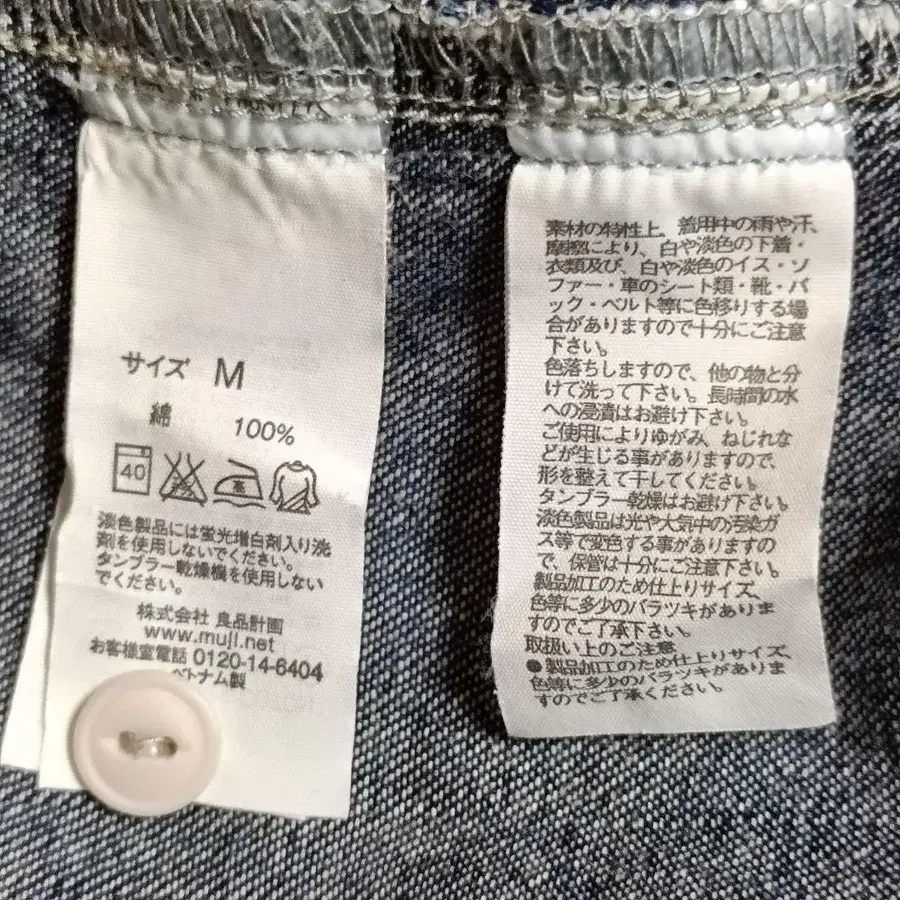 サイズ M
綿 100%
40
高
淡色製品には蛍光増白剤入り洗
剤を使用しないでください。
タンブラー乾燥機を使用しない
でください。
株式会社 良品計画
www.muji.net
お客様室電話 0120-14-6404
ベトナム製
素材の特性上、着用中の雨や汗、
摩擦により、白や淡色の下着・
衣類及び、白や淡色のイス・ソ
ファー・車のシート類・靴・バ
ック・ベルト等に色移りする場
合がありますので十分にご注意
下さい。
色落ちしますので、他の物と分
けて洗って下さい。長時間の水
への浸漬はお避け下さい。
ご使用によりゆがみ、ねじれな
どが生じる事がありますので、
形を整えて干してください。
タンブラー乾燥はお避け下さい。
淡色製品は光や大気中の汚染ガ
ス等で変色する事がありますの
で、保管は十分にご注意下さい。
製品加工のため仕上りサイズ、
色等に多少のバラツキがありま
すのでご了承下さい。
取扱い上のご注意
●製品加工のため仕上りサイズ、
色等に多少のバラツキがありま
すのでご了承ください。